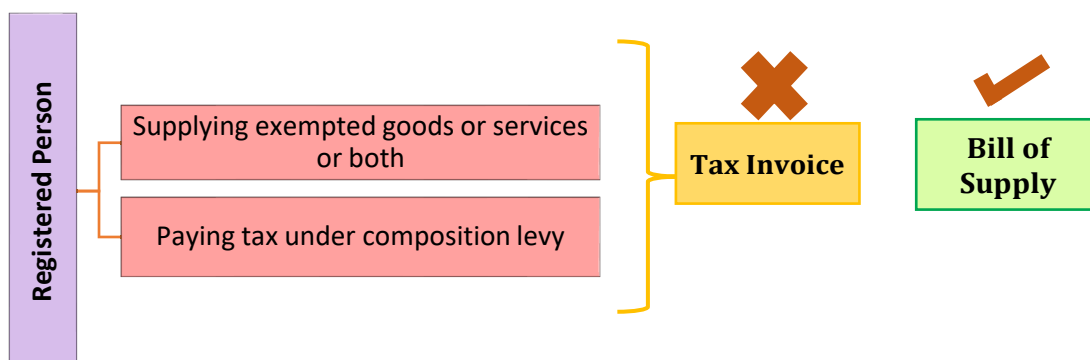 Registered Person
Supplying exempted goods or services
or both
Paying tax under composition levy
Tax Invoice
Bill of
Supply